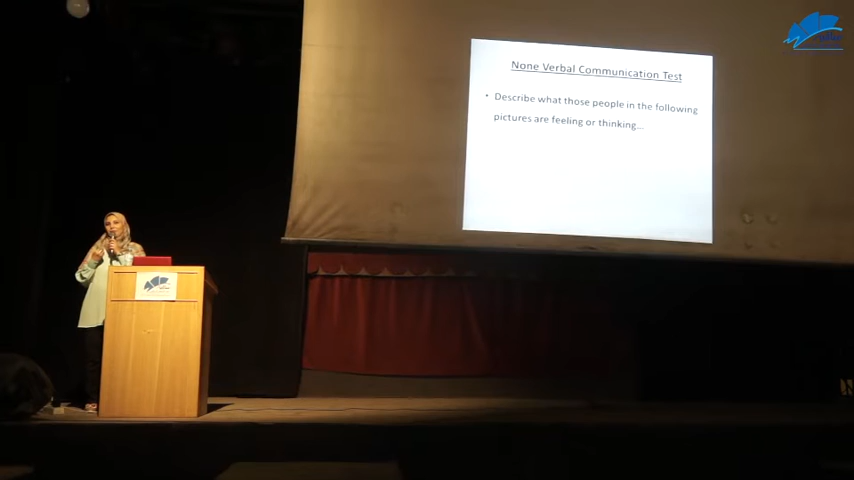 None Verbal Communication Test
• Describe what those people in the following
pictures are feeling or thinking...